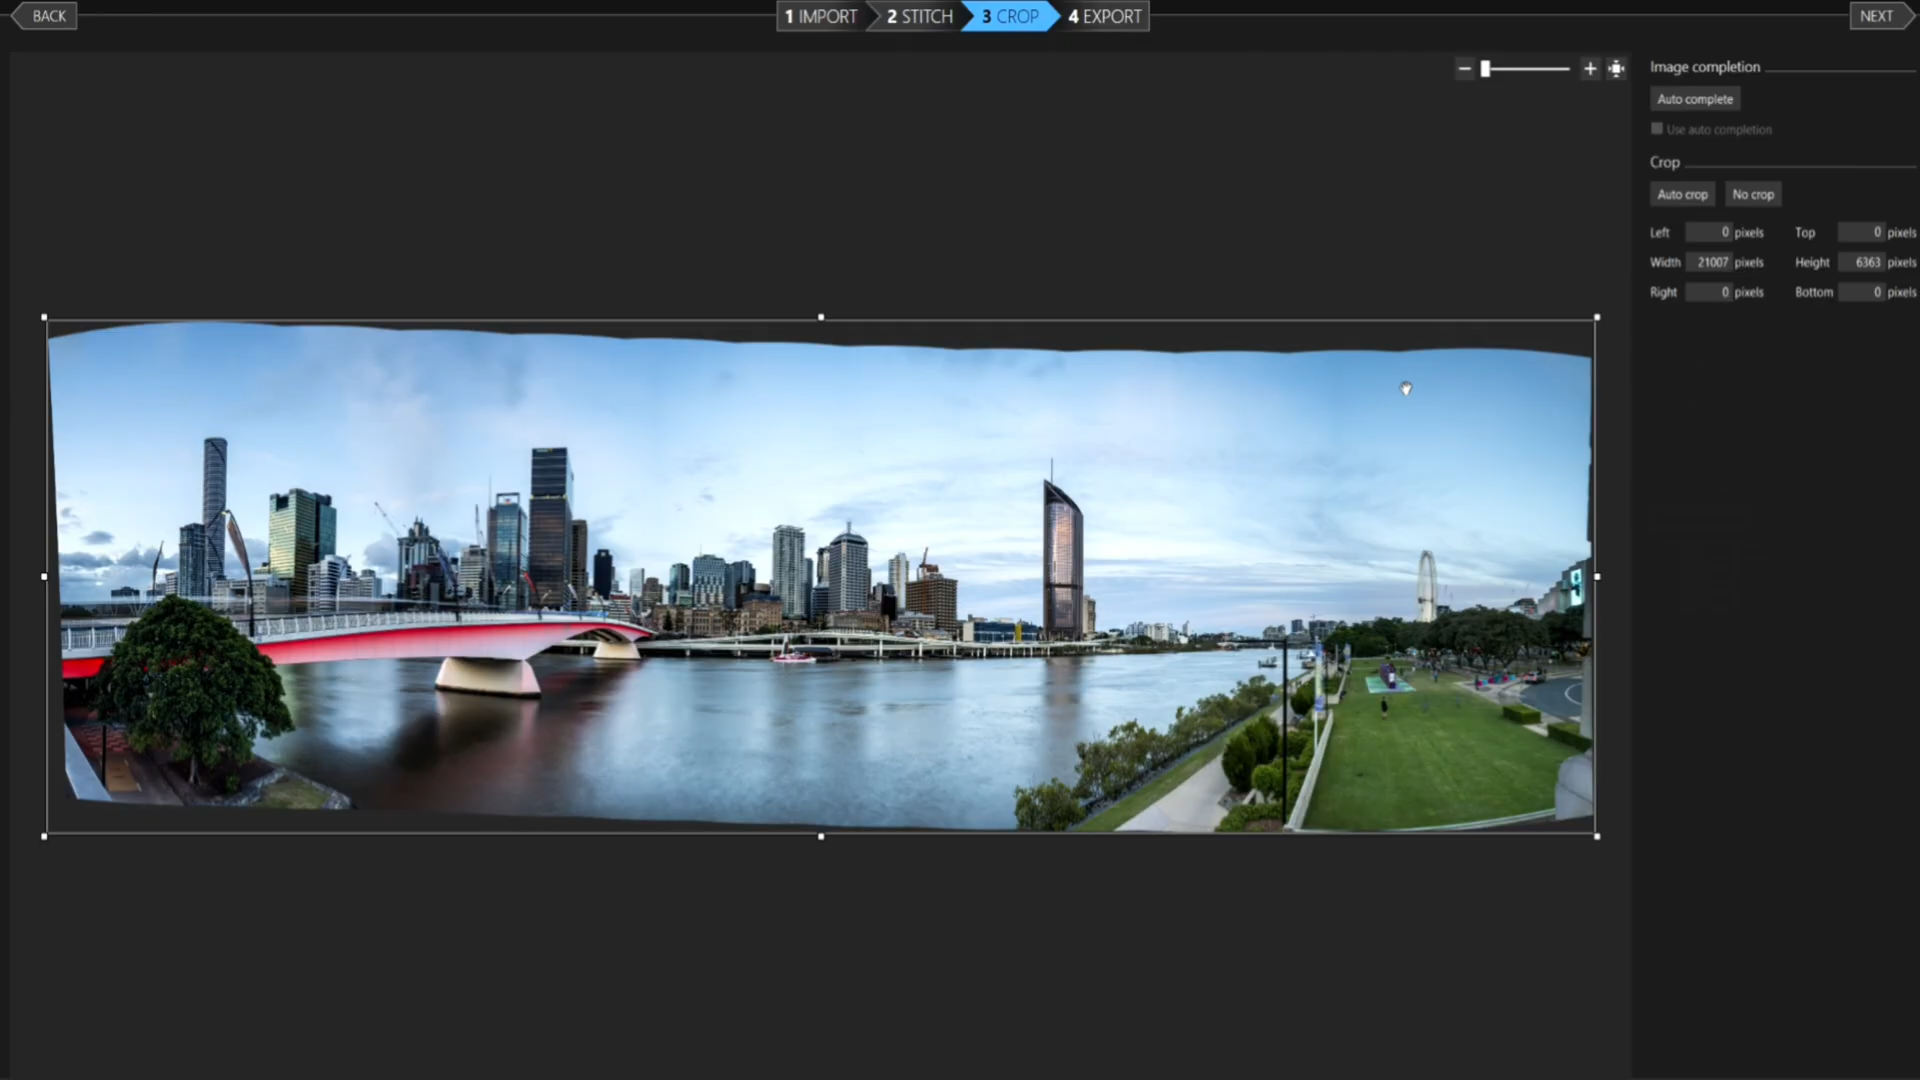 BACK
1 IMPORT
2 STITCH
3 CROP
4 EXPORT
NEXT
Image completion
Auto complete
Use auto completion
Crop
Auto crop No crop
Left 0 pixels Top 0 pixels
Width 21007 pixels Height 6363 pixels
Right 0 pixels Bottom 0 pixels